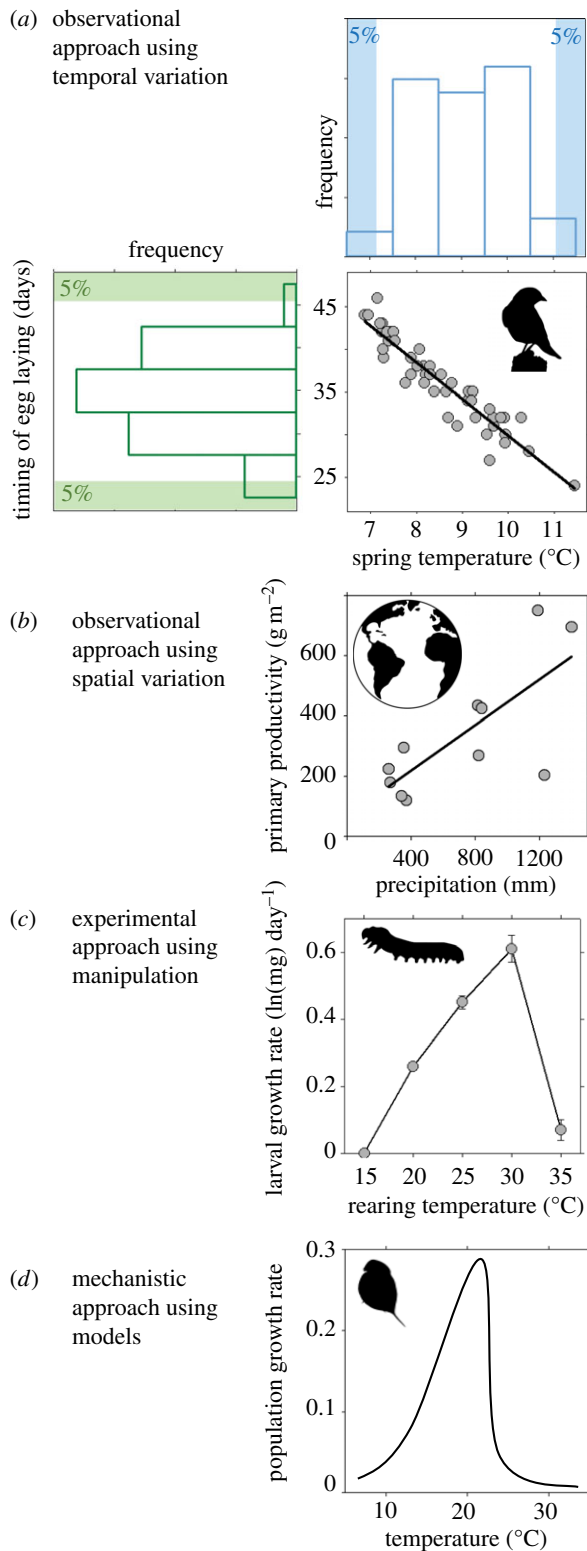 (a) observational
approach using
temporal variation
5% 5%
frequency
frequency
5%
5%
timing of egg laying (days)
45
35
25
7 8 9 10 11
spring temperature (°C)
(b) observational
approach using
spatial variation
primary productivity (g m⁻²)
600
400
200
0
400 800 1200
precipitation (mm)
(c) experimental
approach using
manipulation
larval growth rate (ln(mg) day⁻¹)
0.6
0.4
0.2
0
15 20 25 30 35
rearing temperature (°C)
(d) mechanistic
approach using
models
population growth rate
0.3
0.2
0.1
0
10 20 30
temperature (°C)